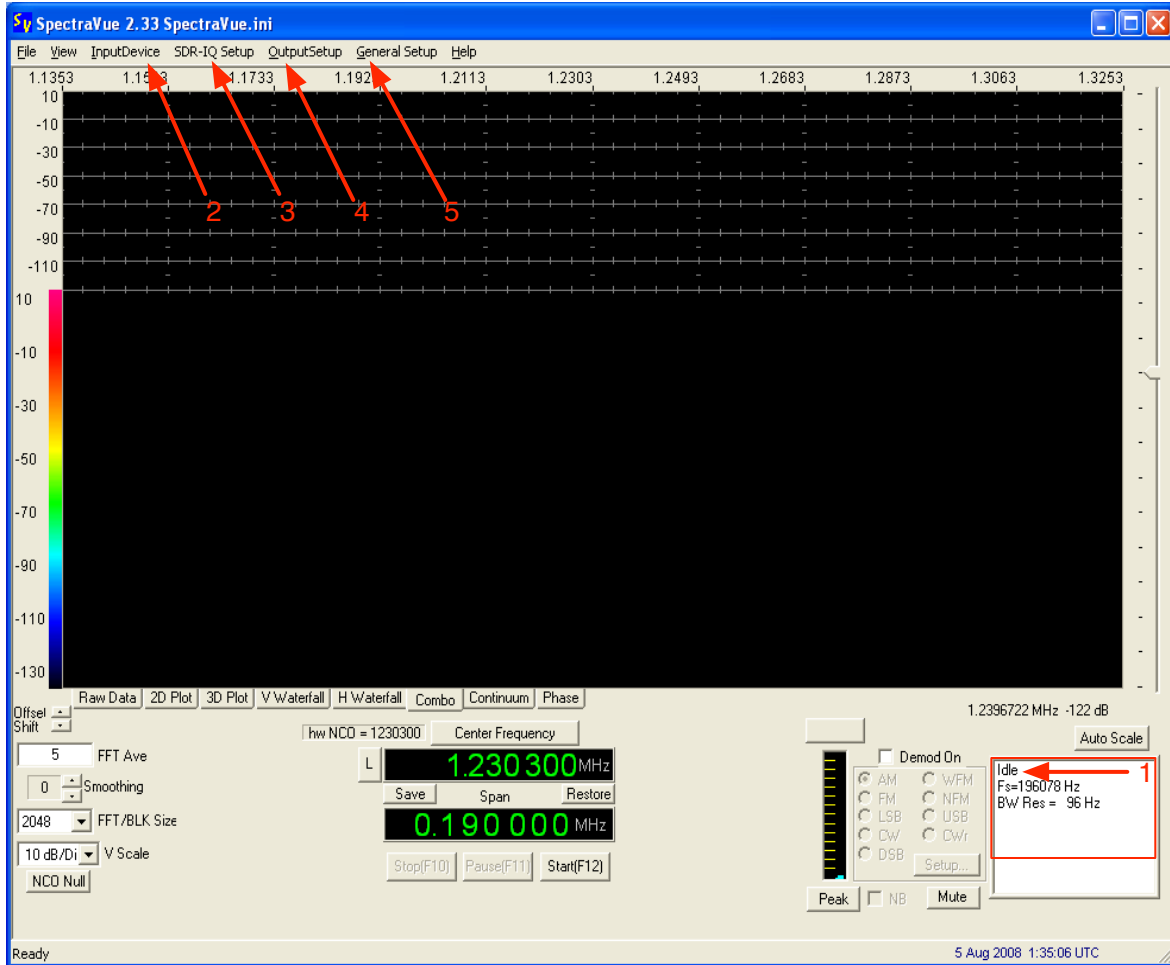 SpectraVue 2.33 SpectraVue.ini
File View InputDevice SDR-IQ Setup OutputSetup General Setup Help
1.1353 1.1733 1.2113 1.2303 1.2493 1.2683 1.2873 1.3063 1.3253
10
-10
-30
-50
-70
-90
-110
2 3 4 5
10
-10
-30
-50
-70
-90
-110
-130
Raw Data 2D Plot 3D Plot V Waterfall H Waterfall Combo Continuum Phase
Offset
Shift
1.2396722 MHz -122 dB
hw NCO = 1230300 Center Frequency
Auto Scale
5 FFT Ave
L 1.230 300 MHz
Demod On
0 Smoothing
Save Span Restore
AM WFM
FM NFM
LSB USB
CW CWr
DSB
Setup...
Idle 1
Fs=196078 Hz
BW Res = 96 Hz
2048 FFT/BLK Size
0.190 000 MHz
10 dB/Di V Scale
Stop(F10) Pause(F11) Start(F12)
NCO Null
Peak NB Mute
Ready 5 Aug 2008 1:35:06 UTC